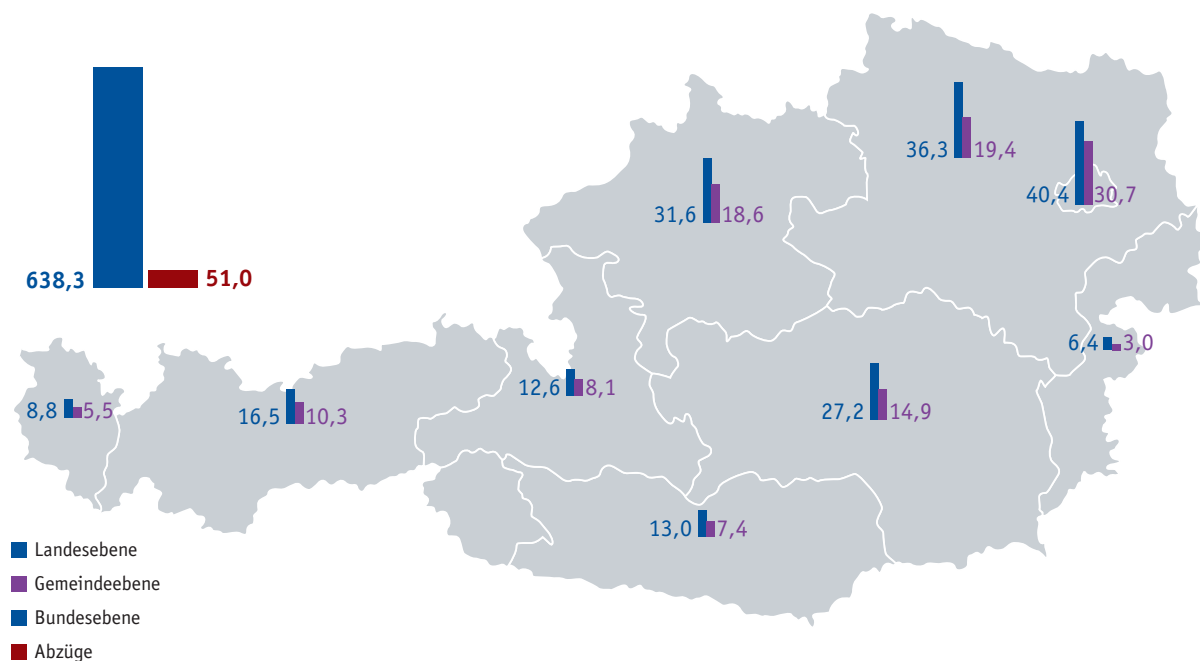 36,3 19,4
40,4 30,7
31,6 18,6
638,3 51,0
6,4 3,0
12,6 8,1
8,8 5,5
16,5 10,3
27,2 14,9
13,0 7,4
Landesebene
Gemeindeebene
Bundesebene
Abzüge